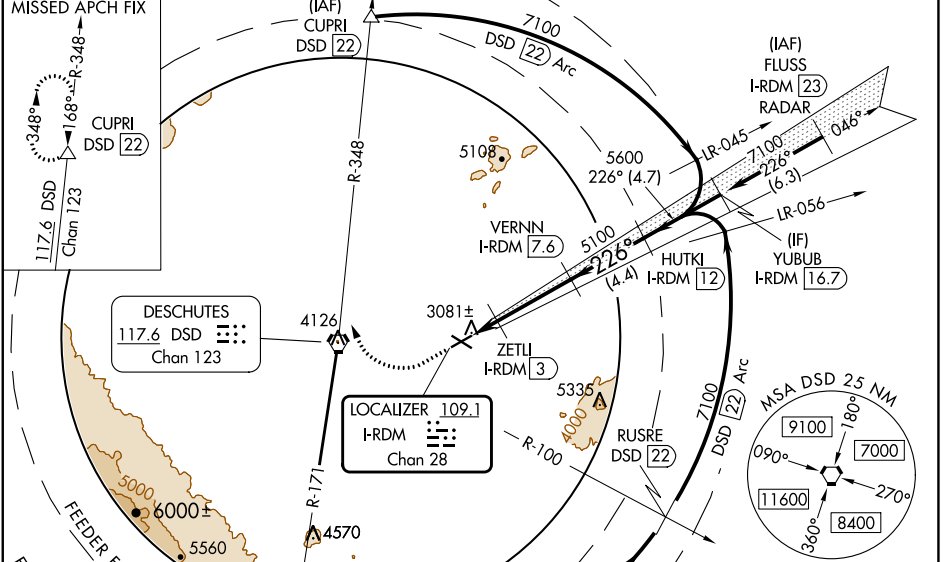 MISSED APCH FIX
R-348
348°
168°
CUPRI
DSD 22
117.6 DSD
Chan 123
(IAF)
CUPRI
DSD 22
7100
DSD 22 Arc
(IAF)
FLUSS
I-RDM 23
RADAR
046°
LR-045
7100
226°
(6.3)
5600
226° (4.7)
LR-056
5108
R-348
VERNN
I-RDM 7.6
5100
226°
(4.4)
HUTKI
I-RDM 12
(IF)
YUBUB
I-RDM 16.7
DESCHUTES
117.6 DSD
Chan 123
4126
3081±
ZETLI
I-RDM 3
LOCALIZER 109.1
I-RDM
Chan 28
5335
4000
R-100
RUSRE
DSD 22
7100
DSD 22 Arc
MSA DSD 25 NM
180°
9100
7000
090°
270°
11600
8400
360°
R-171
5000
6000±
5560
4570
FEEDER